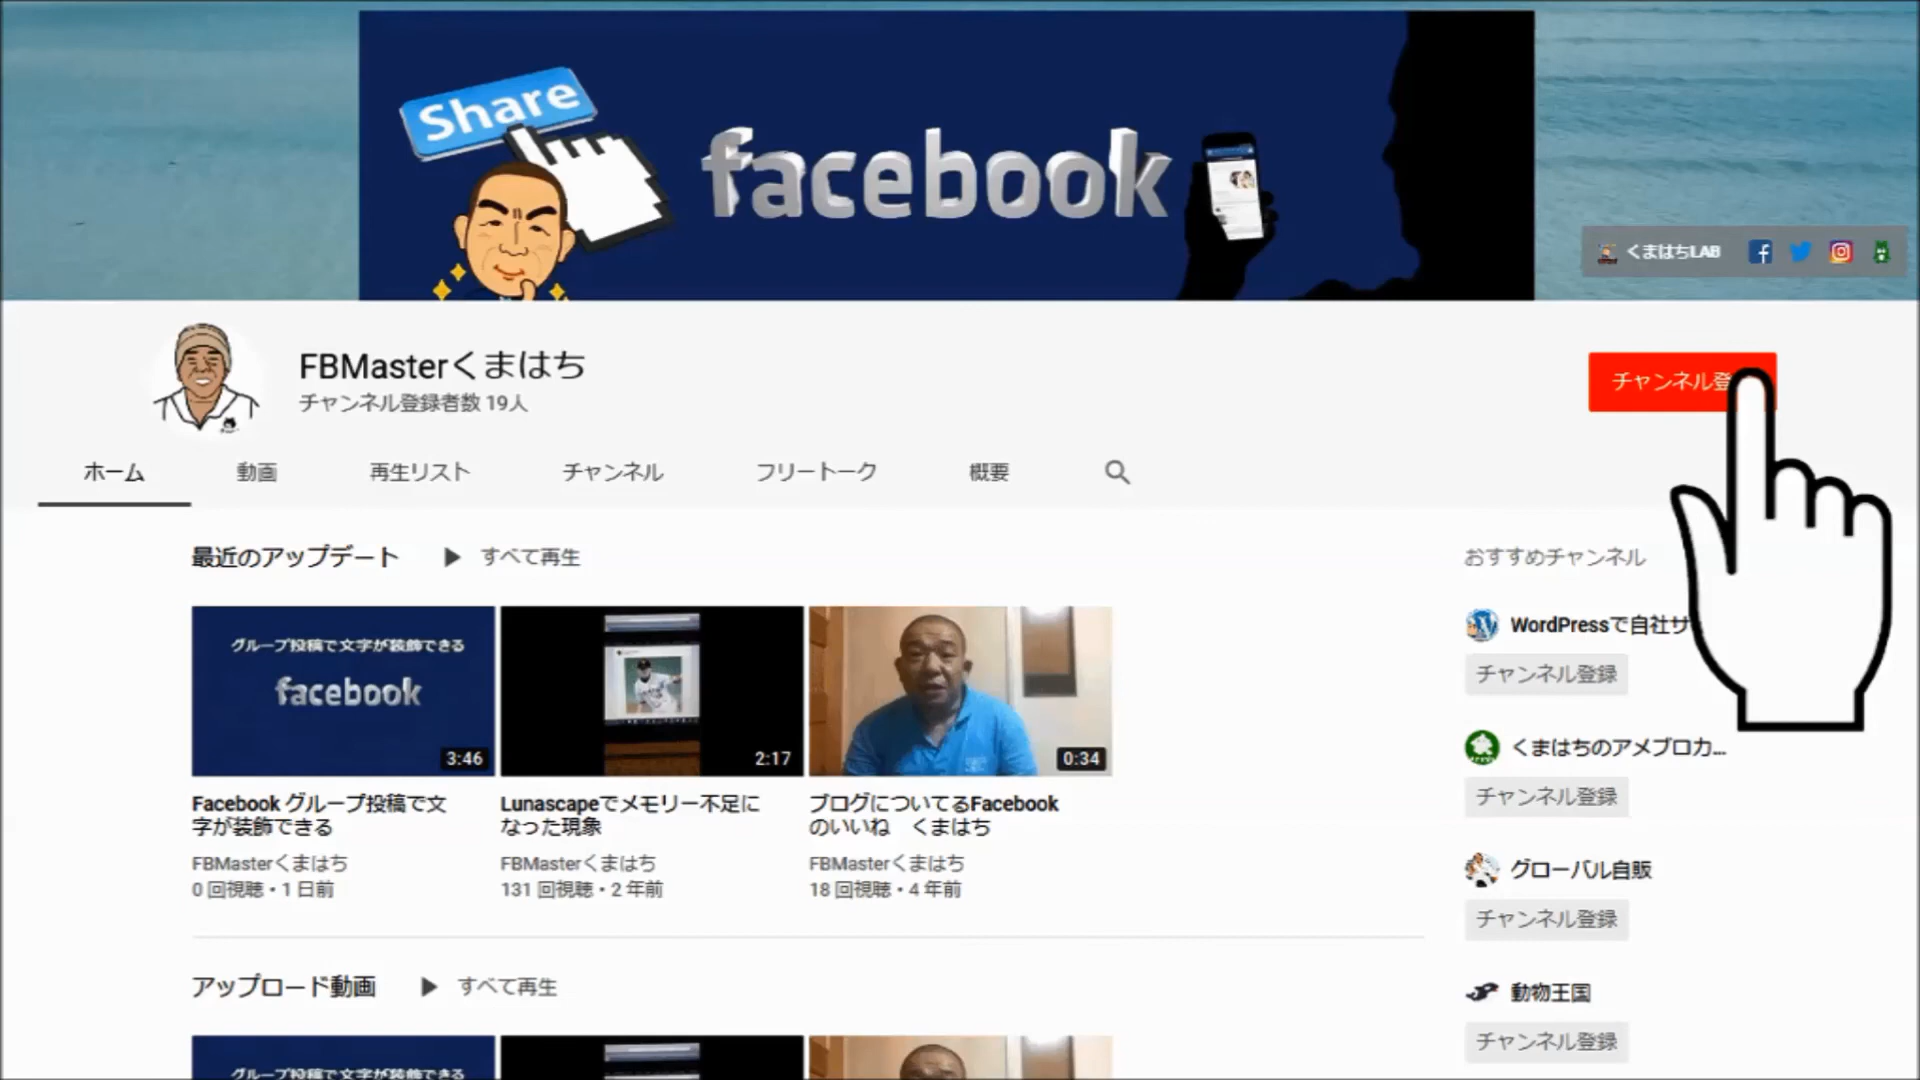 Share
facebook
くまはちLAB
FBMasterくまはち
チャンネル登録者数 19人
チャンネル登
ホーム
動画
再生リスト
チャンネル
フリートーク
概要
最近のアップデート
すべて再生
グループ投稿で文字が装飾できる
facebook
3:46
2:17
0:34
Facebook グループ投稿で文
字が装飾できる
FBMasterくまはち
0 回視聴・1 日前
Lunascapeでメモリー不足に
なった現象
FBMasterくまはち
131 回視聴・2 年前
ブログについてるFacebook
のいいね　くまはち
FBMasterくまはち
18 回視聴・4 年前
アップロード動画
すべて再生
グループ投稿で文字が装飾できる
おすすめチャンネル
WordPressで自社サ
チャンネル登録
くまはちのアメブロカ...
チャンネル登録
グローバル自販
チャンネル登録
動物王国
チャンネル登録